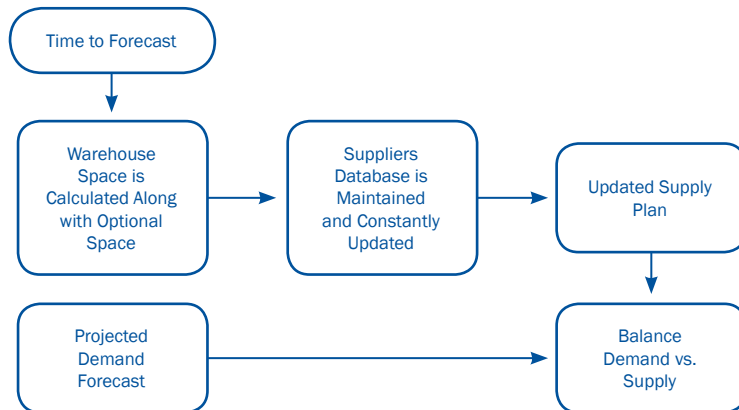 Time to Forecast
Warehouse
Space is
Calculated Along
with Optional
Space
Suppliers
Database is
Maintained
and Constantly
Updated
Updated Supply
Plan
Projected
Demand
Forecast
Balance
Demand vs.
Supply